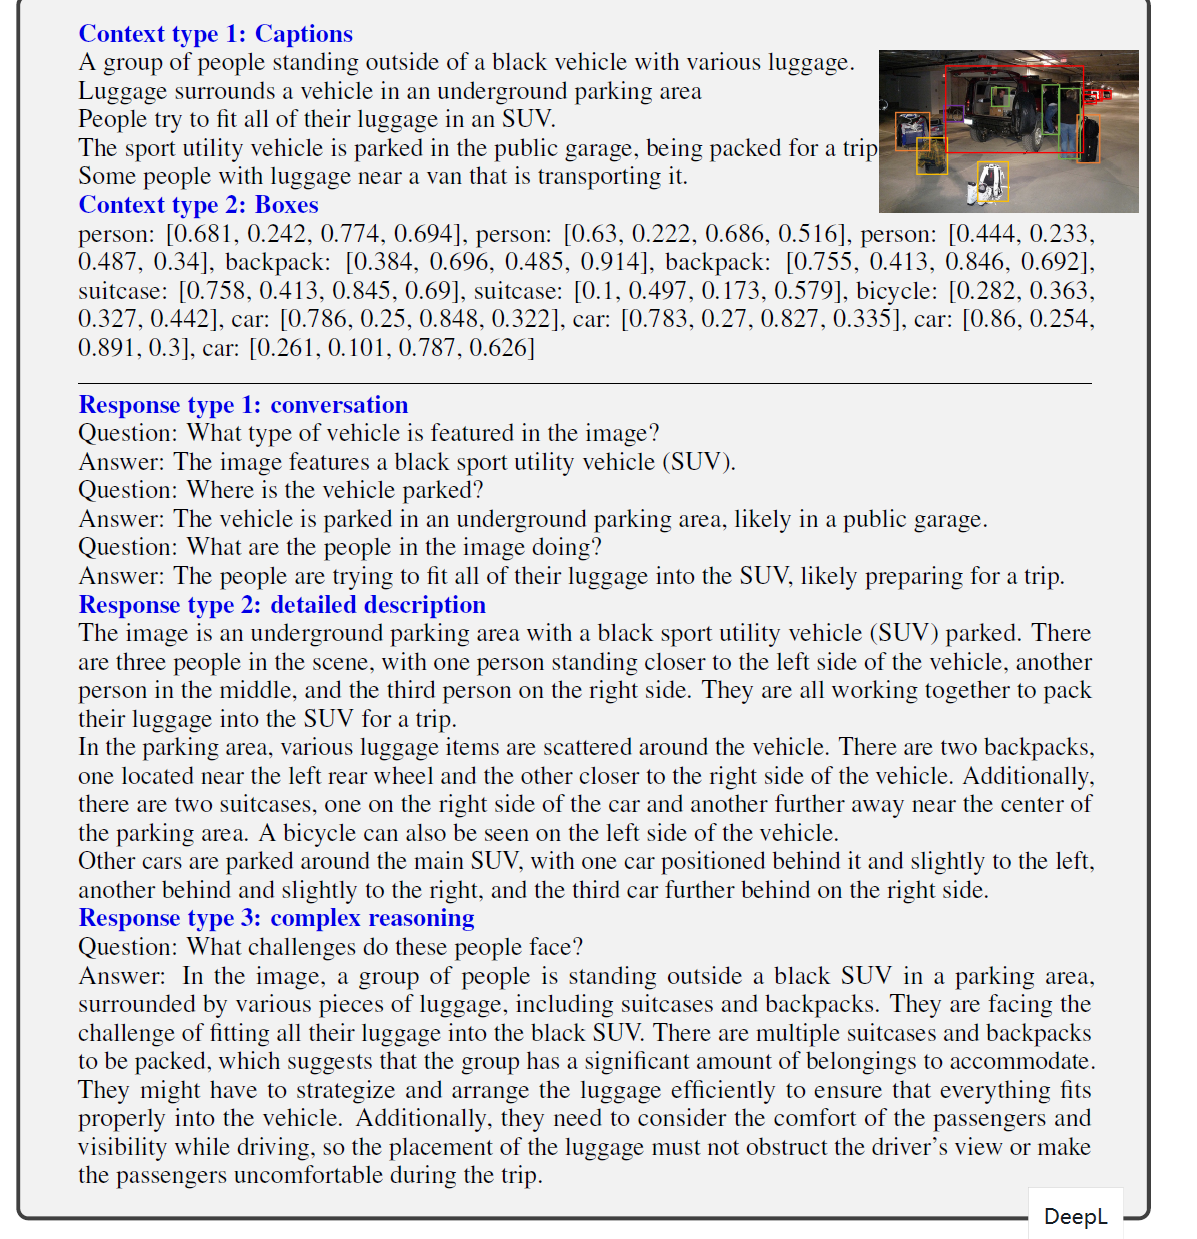 Context type 1: Captions
A group of people standing outside of a black vehicle with various luggage.
Luggage surrounds a vehicle in an underground parking area
People try to fit all of their luggage in an SUV.
The sport utility vehicle is parked in the public garage, being packed for a trip
Some people with luggage near a van that is transporting it.
Context type 2: Boxes
person: [0.681, 0.242, 0.774, 0.694], person: [0.63, 0.222, 0.686, 0.516], person: [0.444, 0.233,
0.487, 0.34], backpack: [0.384, 0.696, 0.485, 0.914], backpack: [0.755, 0.413, 0.846, 0.692],
suitcase: [0.758, 0.413, 0.845, 0.69], suitcase: [0.1, 0.497, 0.173, 0.579], bicycle: [0.282, 0.363,
0.327, 0.442], car: [0.786, 0.25, 0.848, 0.322], car: [0.783, 0.27, 0.827, 0.335], car: [0.86, 0.254,
0.891, 0.3], car: [0.261, 0.101, 0.787, 0.626]
Response type 1: conversation
Question: What type of vehicle is featured in the image?
Answer: The image features a black sport utility vehicle (SUV).
Question: Where is the vehicle parked?
Answer: The vehicle is parked in an underground parking area, likely in a public garage.
Question: What are the people in the image doing?
Answer: The people are trying to fit all of their luggage into the SUV, likely preparing for a trip.
Response type 2: detailed description
The image is an underground parking area with a black sport utility vehicle (SUV) parked. There
are three people in the scene, with one person standing closer to the left side of the vehicle, another
person in the middle, and the third person on the right side. They are all working together to pack
their luggage into the SUV for a trip.
In the parking area, various luggage items are scattered around the vehicle. There are two backpacks,
one located near the left rear wheel and the other closer to the right side of the vehicle. Additionally,
there are two suitcases, one on the right side of the car and another further away near the center of
the parking area. A bicycle can also be seen on the left side of the vehicle.
Other cars are parked around the main SUV, with one car positioned behind it and slightly to the left,
another behind and slightly to the right, and the third car further behind on the right side.
Response type 3: complex reasoning
Question: What challenges do these people face?
Answer: In the image, a group of people is standing outside a black SUV in a parking area,
surrounded by various pieces of luggage, including suitcases and backpacks. They are facing the
challenge of fitting all their luggage into the black SUV. There are multiple suitcases and backpacks
to be packed, which suggests that the group has a significant amount of belongings to accommodate.
They might have to strategize and arrange the luggage efficiently to ensure that everything fits
properly into the vehicle. Additionally, they need to consider the comfort of the passengers and
visibility while driving, so the placement of the luggage must not obstruct the driver's view or make
the passengers uncomfortable during the trip.
DeepL